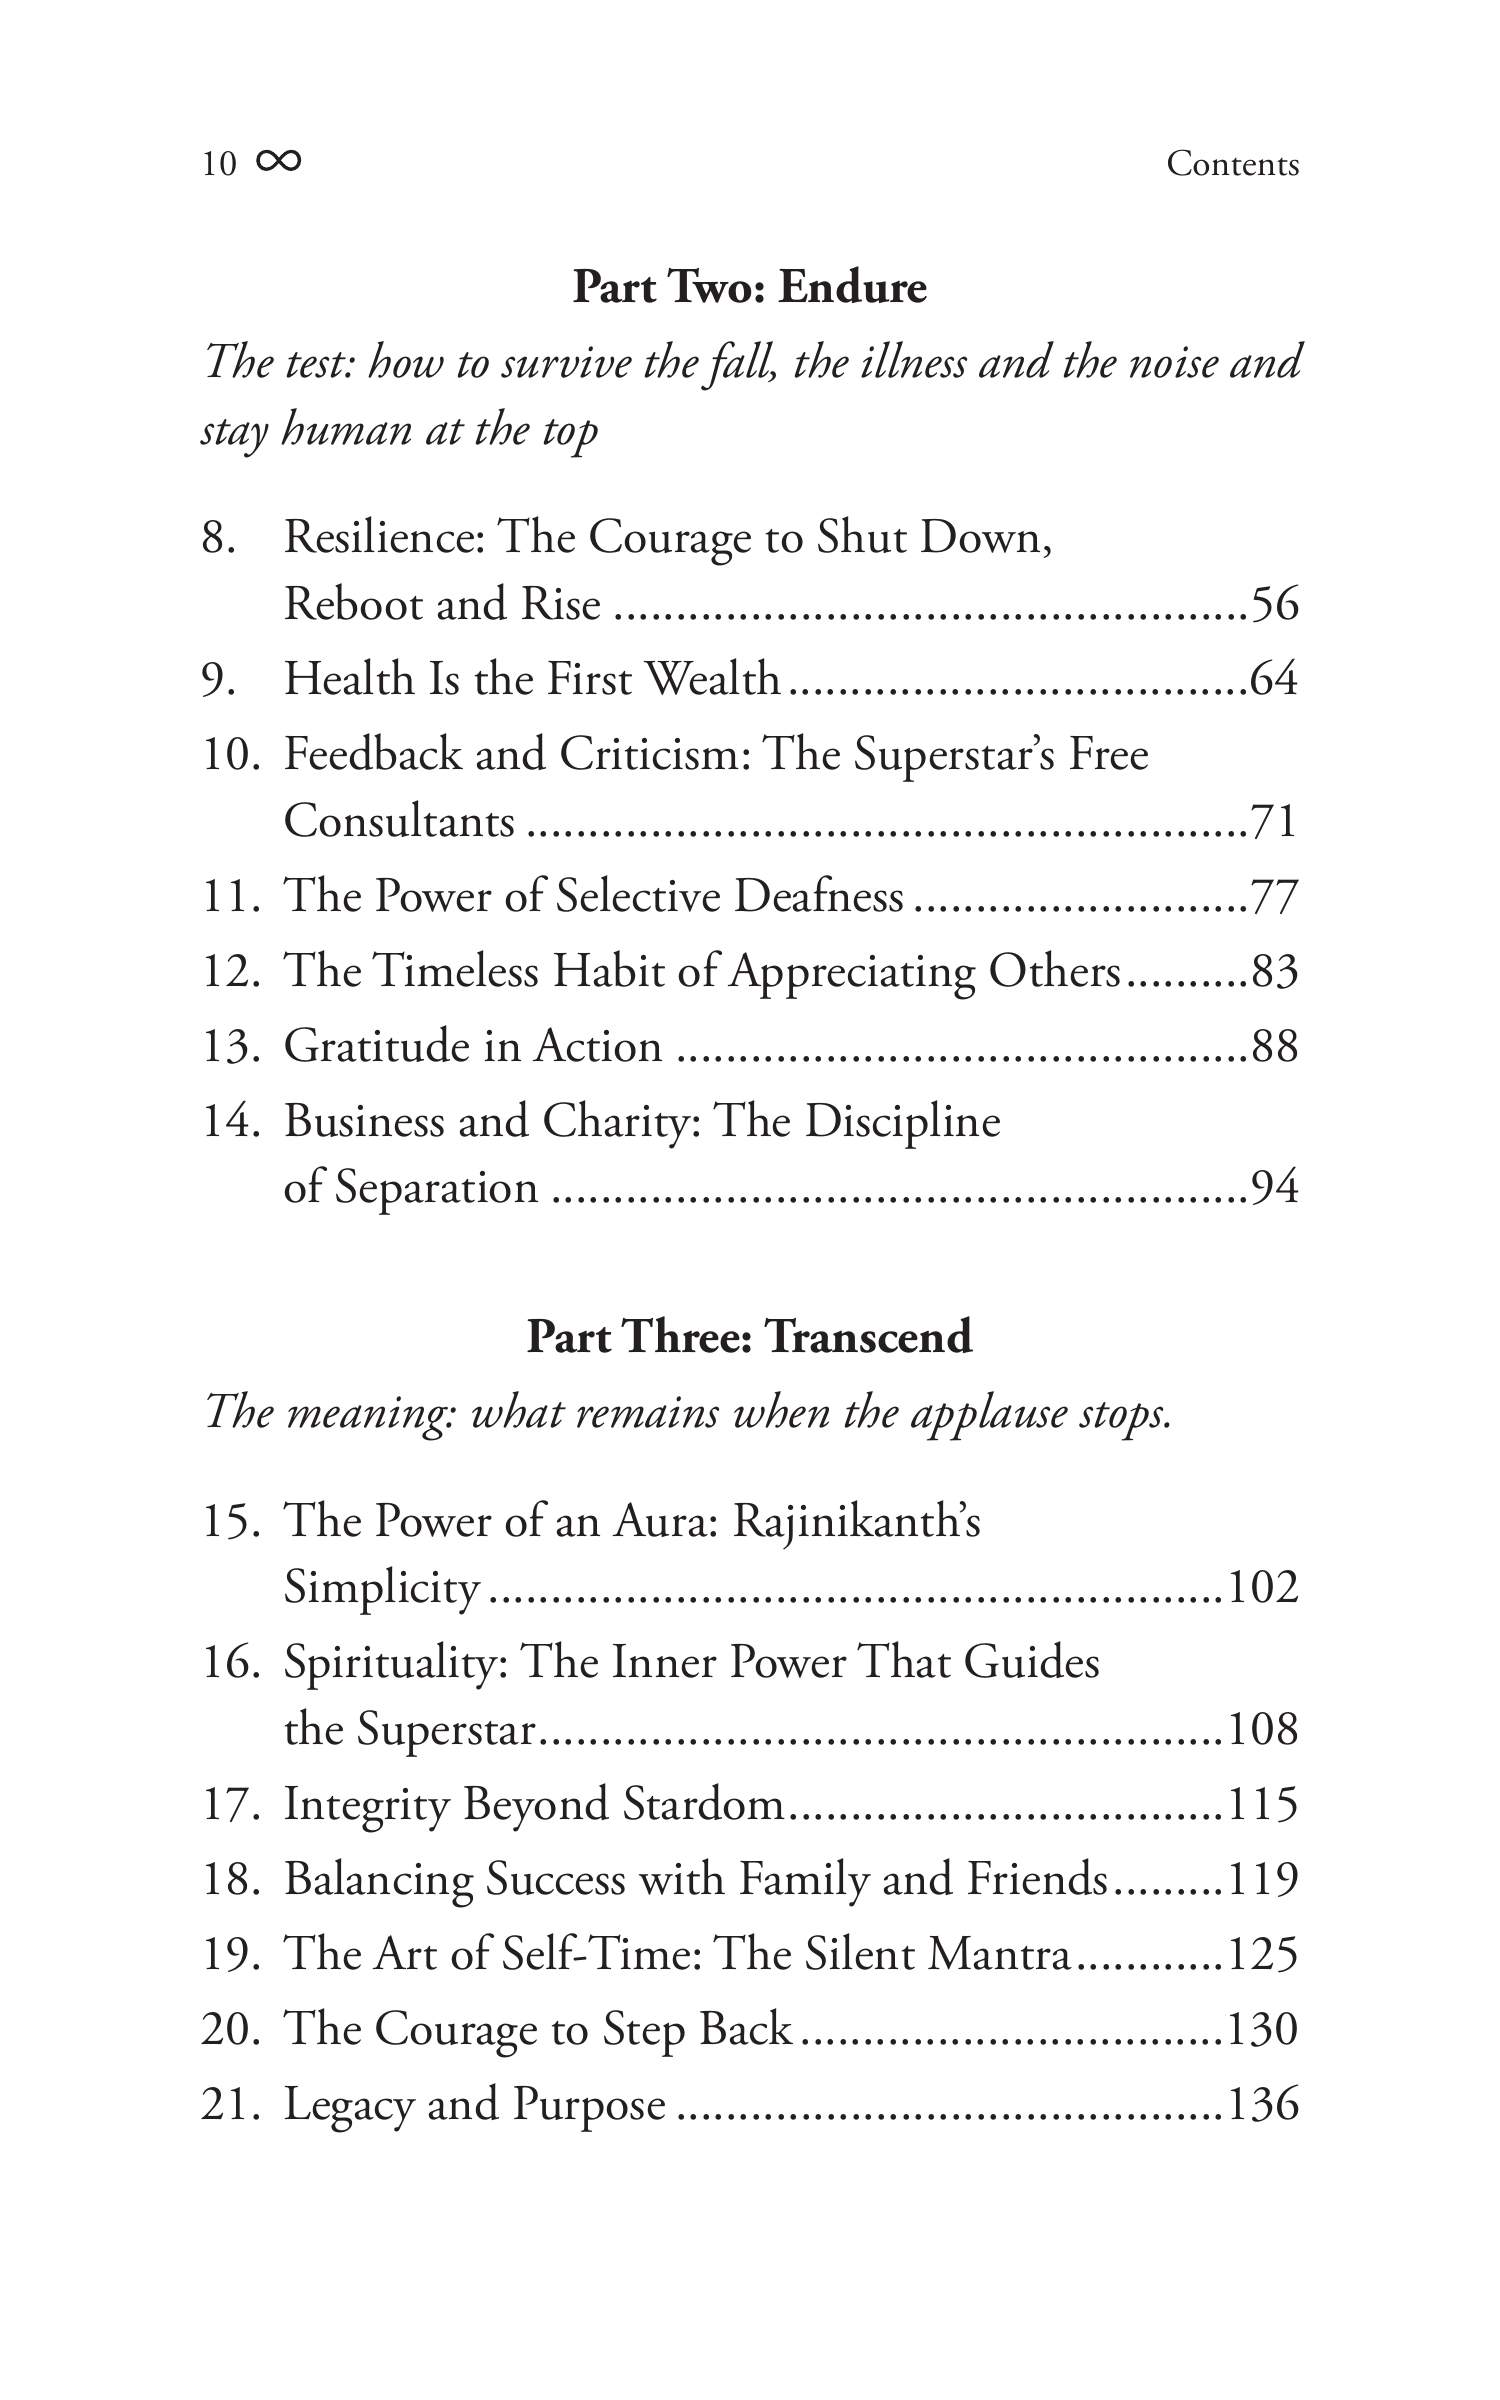 10 ∞ Contents
Part Two: Endure
The test: how to survive the fall, the illness and the noise and
stay human at the top
8. Resilience: The Courage to Shut Down,
Reboot and Rise ..................................................56
9. Health Is the First Wealth.....................................64
10. Feedback and Criticism: The Superstar’s Free
Consultants .........................................................71
11. The Power of Selective Deafness ...........................77
12. The Timeless Habit of Appreciating Others..........83
13. Gratitude in Action .............................................88
14. Business and Charity: The Discipline
of Separation .......................................................94
Part Three: Transcend
The meaning: what remains when the applause stops.
15. The Power of an Aura: Rajinikanth’s
Simplicity...........................................................102
16. Spirituality: The Inner Power That Guides
the Superstar.......................................................108
17. Integrity Beyond Stardom...................................115
18. Balancing Success with Family and Friends.........119
19. The Art of Self-Time: The Silent Mantra............125
20. The Courage to Step Back..................................130
21. Legacy and Purpose ............................................136